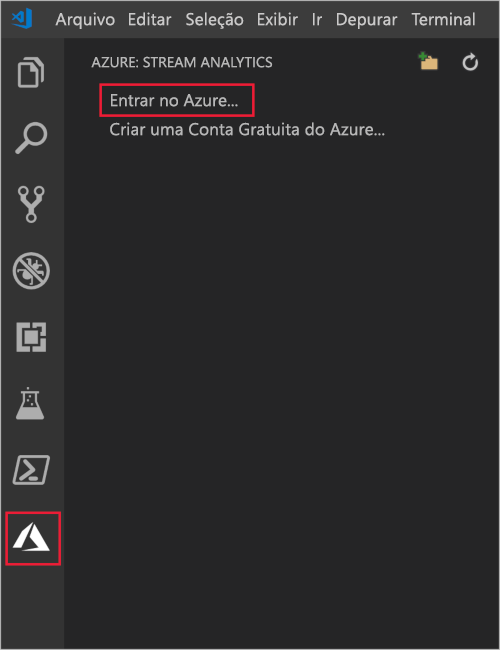 Arquivo Editar Seleção Exibir Ir Depurar Terminal
AZURE: STREAM ANALYTICS
Entrar no Azure...
Criar uma Conta Gratuita do Azure...